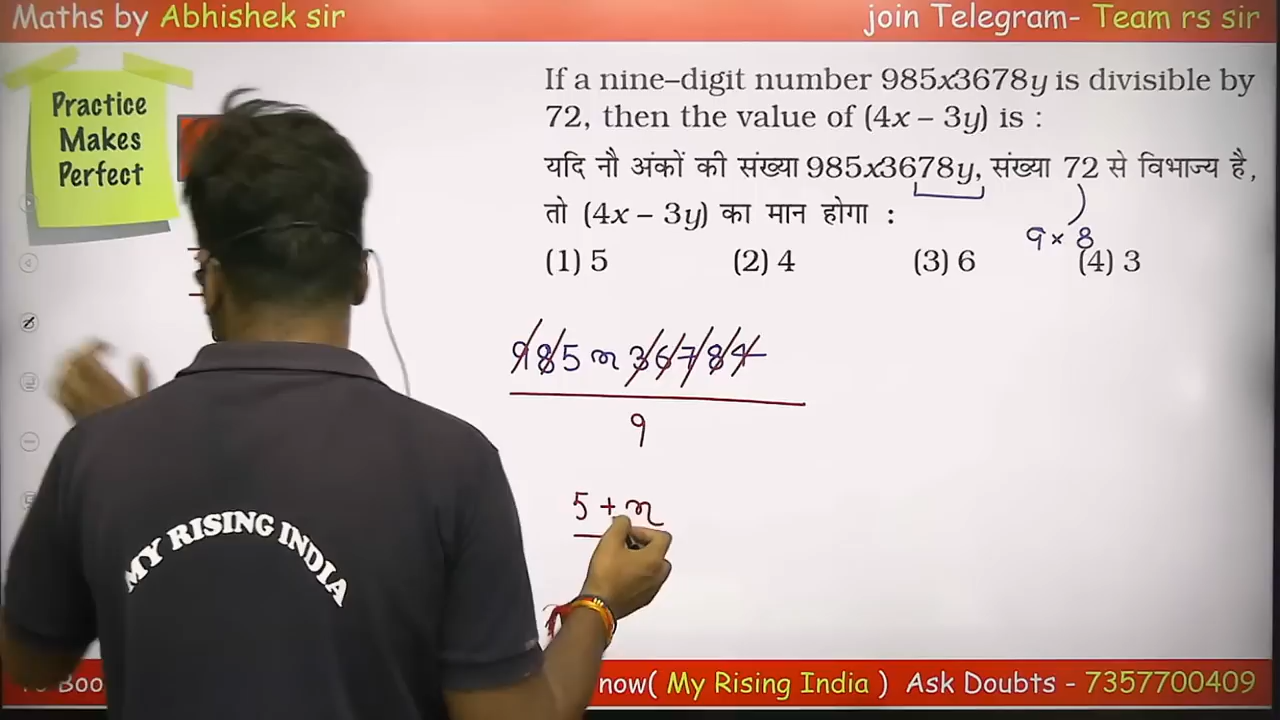 Maths by Abhishek sir
join Telegram- Team rs sir
Practice
Makes
Perfect
If a nine–digit number 985x3678y is divisible by
72, then the value of (4x – 3y) is :
यदि नौ अंकों की संख्या 985x3678y, संख्या 72 से विभाज्य है,
तो (4x – 3y) का मान होगा :
9 × 8
(1) 5 (2) 4 (3) 6 (4) 3
985x36784
9
5 + x
MY RISING INDIA
now( My Rising India ) Ask Doubts - 7357700409